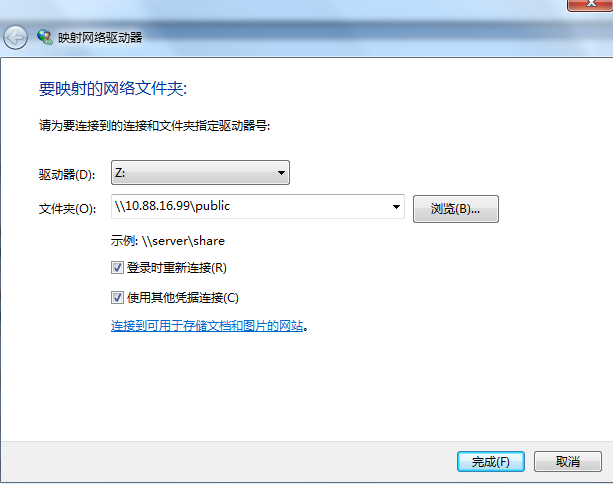 映射网络驱动器
要映射的网络文件夹:
请为要连接到的连接和文件夹指定驱动器号:
驱动器(D): Z:
文件夹(O): \\10.88.16.99\public 浏览(B)...
示例: \\server\share
登录时重新连接(R)
使用其他凭据连接(C)
连接到可用于存储文档和图片的网站。
完成(F) 取消